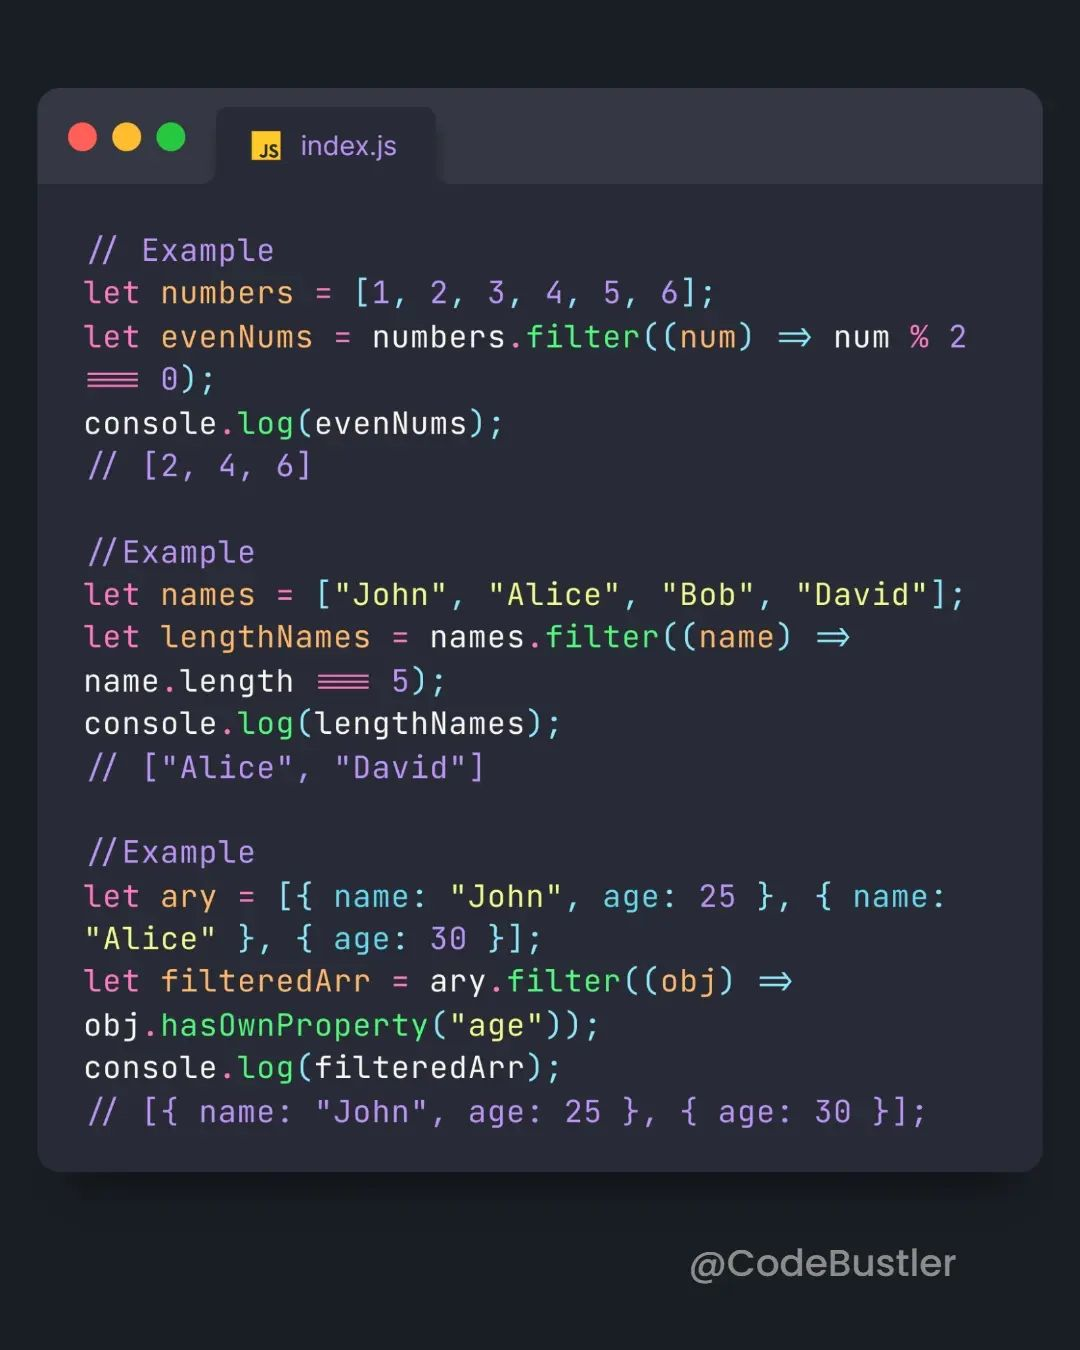 JS index.js
// Example
let numbers = [1, 2, 3, 4, 5, 6];
let evenNums = numbers.filter((num) => num % 2
=== 0);
console.log(evenNums);
// [2, 4, 6]
//Example
let names = ["John", "Alice", "Bob", "David"];
let lengthNames = names.filter((name) =>
name.length === 5);
console.log(lengthNames);
// ["Alice", "David"]
//Example
let ary = [{ name: "John", age: 25 }, { name:
"Alice" }, { age: 30 }];
let filteredArr = ary.filter((obj) =>
obj.hasOwnProperty("age"));
console.log(filteredArr);
// [{ name: "John", age: 25 }, { age: 30 }];
@CodeBustler